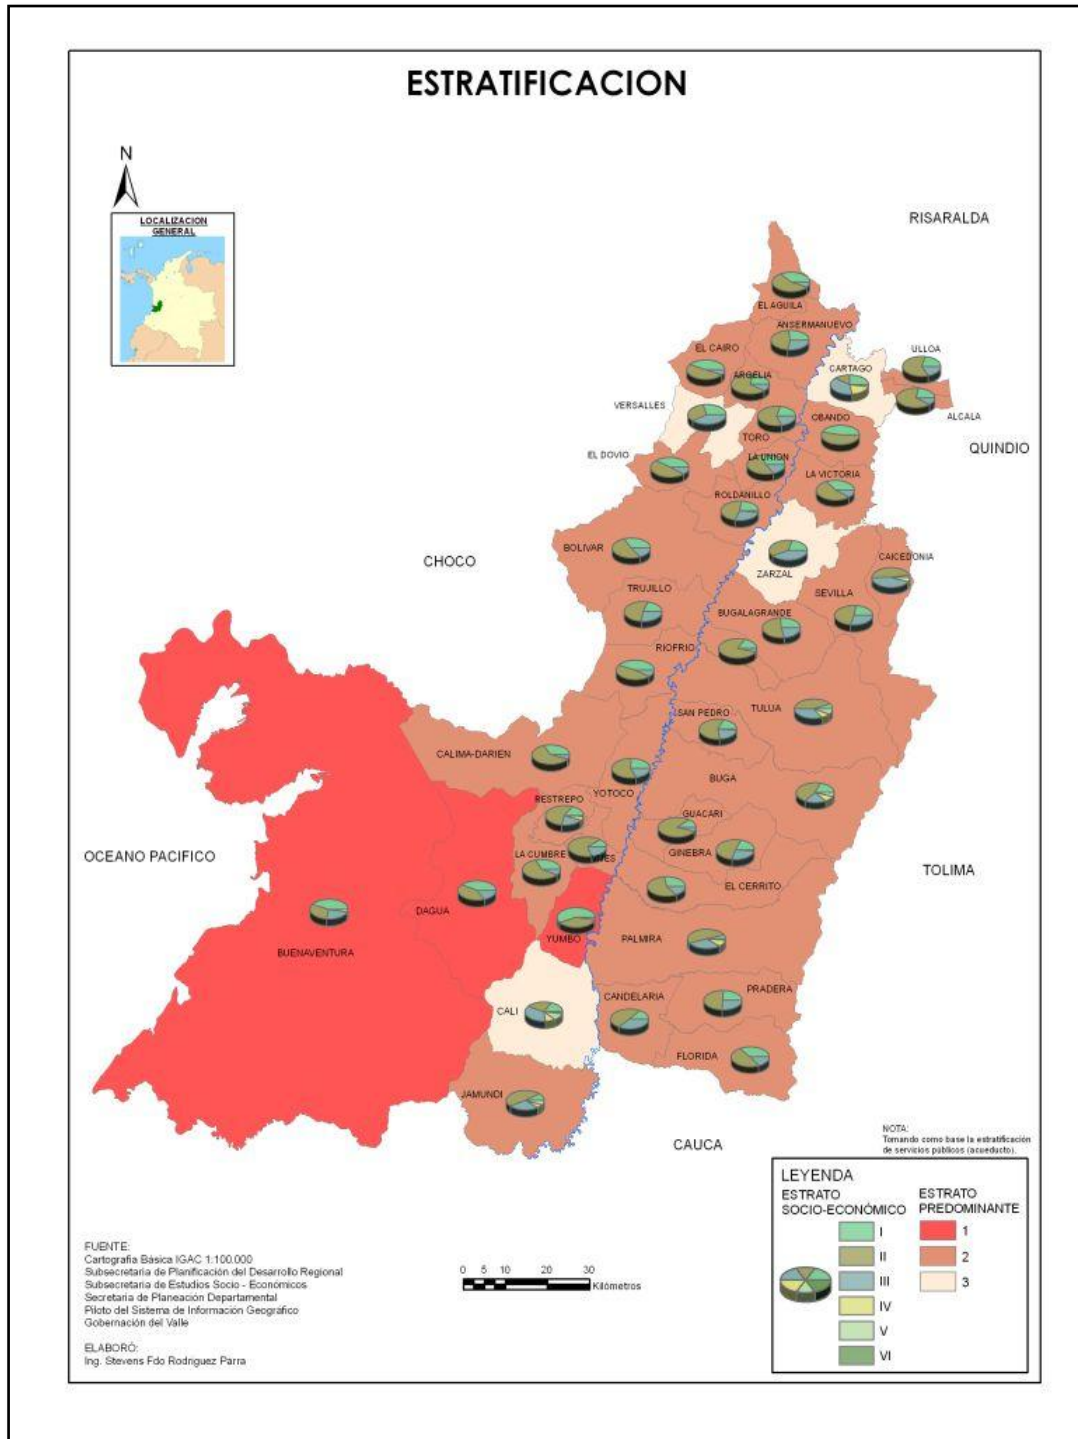 ESTRATIFICACION
N
LOCALIZACION
GENERAL
RISARALDA
EL AGUILA
ANSERMANUEVO
EL CAIRO
ULLOA
CARTAGO
ARGELIA
VERSALLES
ALCALA
OBANDO
TORO
QUINDIO
EL DOVIO
LA UNION
LA VICTORIA
ROLDANILLO
BOLIVAR
CHOCO
CAICEDONIA
ZARZAL
TRUJILLO
SEVILLA
BUGALAGRANDE
RIOFRIO
TULUA
SAN PEDRO
CALIMA-DARIEN
BUGA
YOTOCO
RESTREPO
GUACARI
OCEANO PACIFICO
LA CUMBRE
VIJES
GINEBRA
TOLIMA
EL CERRITO
DAGUA
YUMBO
PALMIRA
BUENAVENTURA
PRADERA
CANDELARIA
CALI
FLORIDA
JAMUNDI
CAUCA
NOTA:
Tomando como base la estratificación
de servicios públicos (acueducto).
LEYENDA
ESTRATO
SOCIO-ECONÓMICO
I
II
III
IV
V
VI
ESTRATO
PREDOMINANTE
1
2
3
FUENTE:
Cartografia Básica IGAC 1:100.000
Subsecretaria de Planificación del Desarrollo Regional
Subsecretaria de Estudios Socio - Económicos
Secretaria de Planeación Departamental
Piloto del Sistema de Información Geográfico
Gobernación del Valle
ELABORÓ:
Ing. Stevens Fdo Rodriguez Parra
0 5 10 20 30
Kilómetros